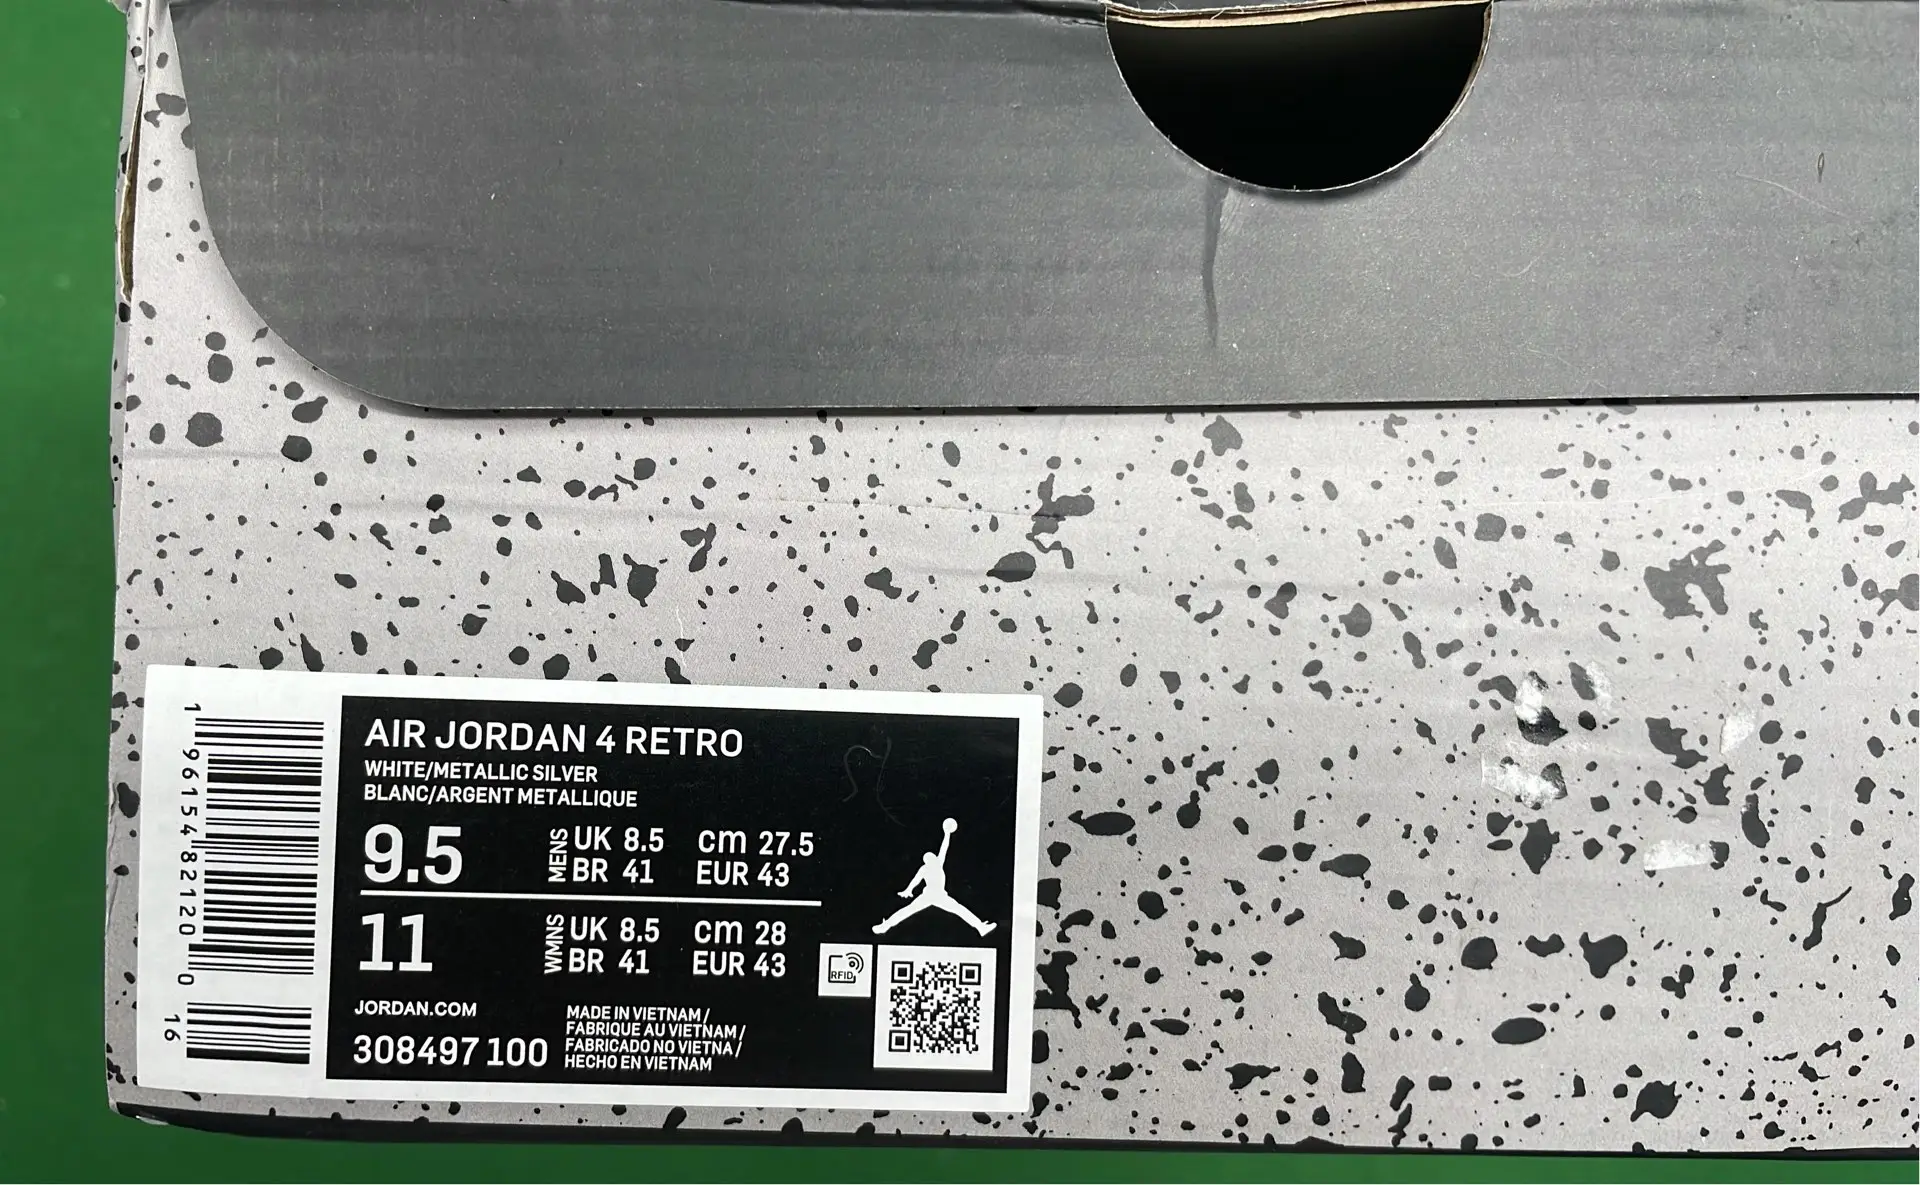 AIR JORDAN 4 RETRO
WHITE/METALLIC SILVER
BLANC/ARGENT METALLIQUE
9.5 MENS UK 8.5 cm 27.5
BR 41 EUR 43
11 WMNS UK 8.5 cm 28
BR 41 EUR 43
JORDAN.COM
308497 100
MADE IN VIETNAM /
FABRIQUE AU VIETNAM /
FABRICADO NO VIETNA /
HECHO EN VIETNAM
RFID
1 96154 82120 0
16